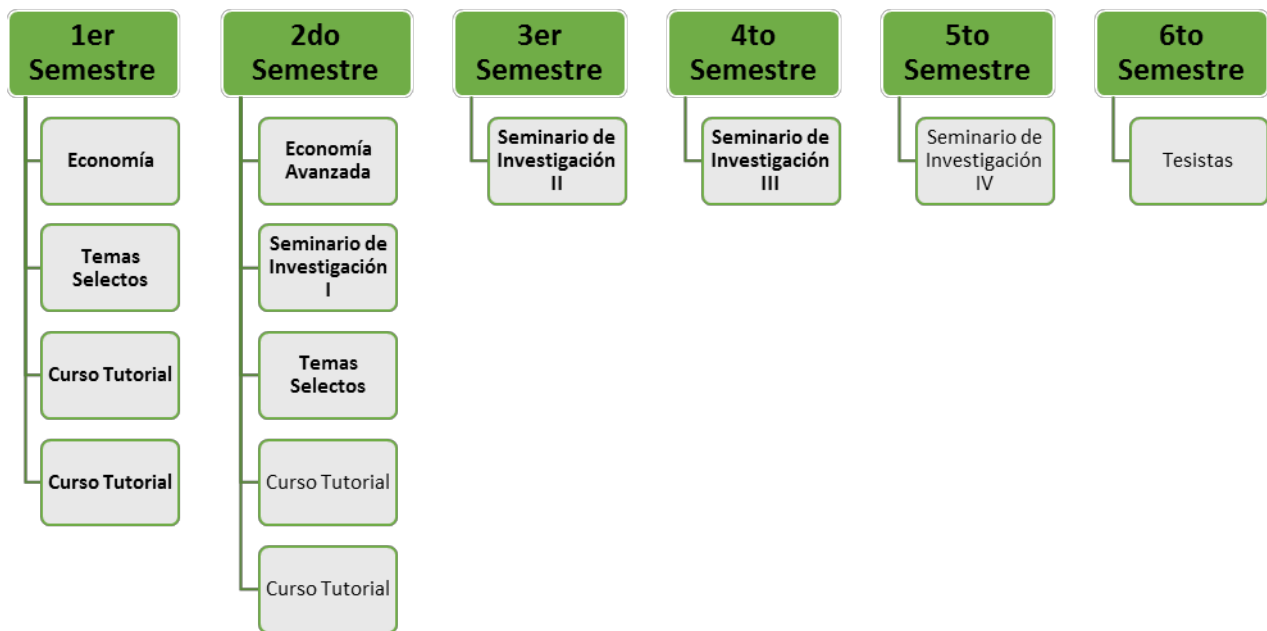 1er
Semestre
Economía
Temas
Selectos
Curso Tutorial
Curso Tutorial
2do
Semestre
Economía
Avanzada
Seminario de
Investigación
I
Temas
Selectos
Curso Tutorial
Curso Tutorial
3er
Semestre
Seminario de
Investigación
II
4to
Semestre
Seminario de
Investigación
III
5to
Semestre
Seminario de
Investigación
IV
6to
Semestre
Tesistas